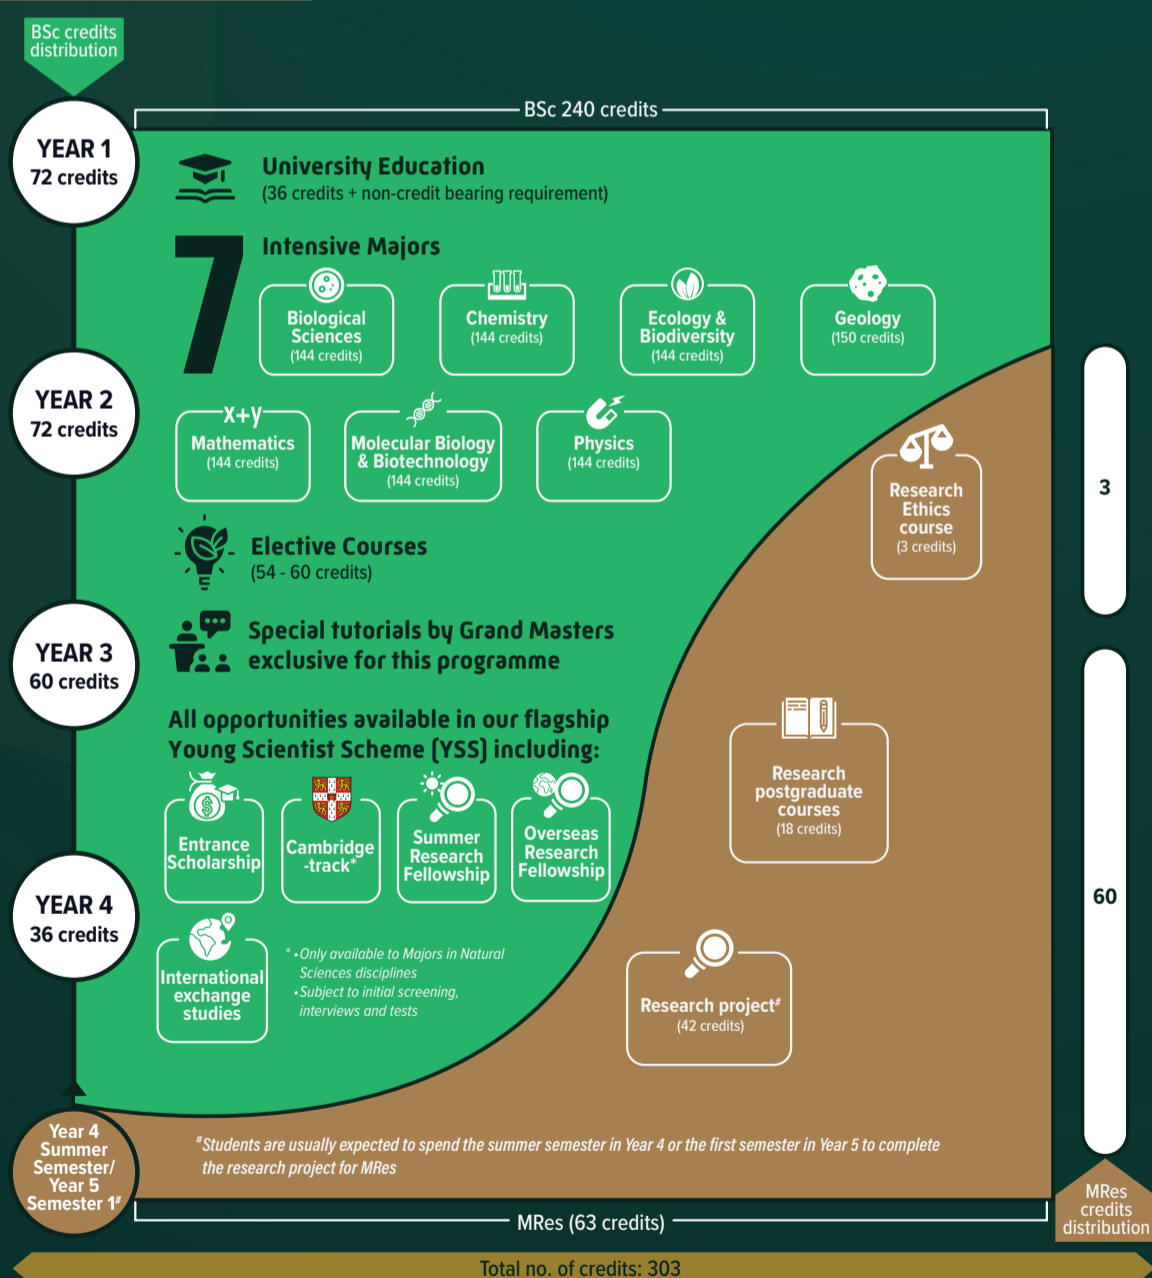 BSc credits
distribution
BSc 240 credits
YEAR 1
72 credits
University Education
(36 credits + non-credit bearing requirement)
7
Intensive Majors
Biological
Sciences
(144 credits)
Chemistry
(144 credits)
Ecology &
Biodiversity
(144 credits)
Geology
(150 credits)
YEAR 2
72 credits
x+y
Mathematics
(144 credits)
Molecular Biology
& Biotechnology
(144 credits)
Physics
(144 credits)
Research
Ethics
course
(3 credits)
3
Elective Courses
(54 - 60 credits)
YEAR 3
60 credits
Special tutorials by Grand Masters
exclusive for this programme
All opportunities available in our flagship
Young Scientist Scheme (YSS) including:
$
Entrance
Scholarship
Cambridge
-track*
Summer
Research
Fellowship
Overseas
Research
Fellowship
Research
postgraduate
courses
(18 credits)
60
YEAR 4
36 credits
International
exchange
studies
* • Only available to Majors in Natural
Sciences disciplines
• Subject to initial screening,
interviews and tests
Research project#
(42 credits)
Year 4
Summer
Semester/
Year 5
Semester 1#
#Students are usually expected to spend the summer semester in Year 4 or the first semester in Year 5 to complete
the research project for MRes
MRes (63 credits)
MRes
credits
distribution
Total no. of credits: 303